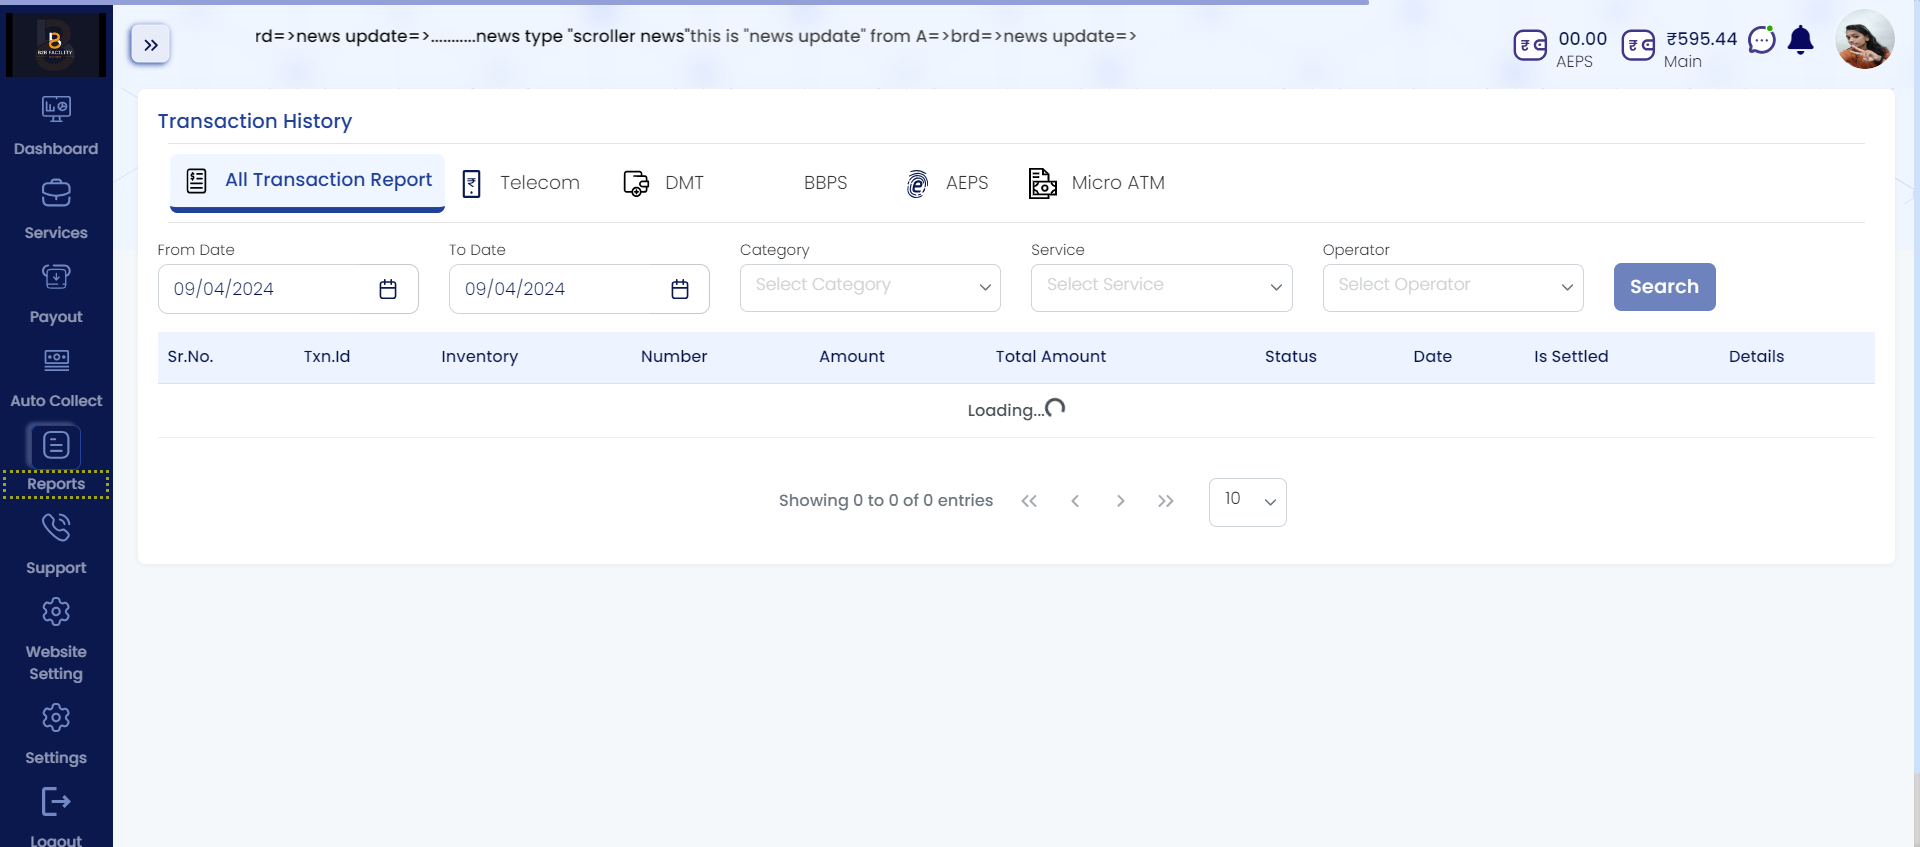 B2B FACILITY
rd=>news update=>...........news type "scroller news"this is "news update" from A=>brd=>news update=>
00.00
AEPS
₹595.44
Main
Dashboard
Services
Payout
Auto Collect
Reports
Support
Website
Setting
Settings
Logout
Transaction History
All Transaction Report
Telecom
DMT
BBPS
AEPS
Micro ATM
From Date
To Date
Category
Service
Operator
09/04/2024
09/04/2024
Select Category
Select Service
Select Operator
Search
Sr.No.
Txn.Id
Inventory
Number
Amount
Total Amount
Status
Date
Is Settled
Details
Loading...
Showing 0 to 0 of 0 entries
10